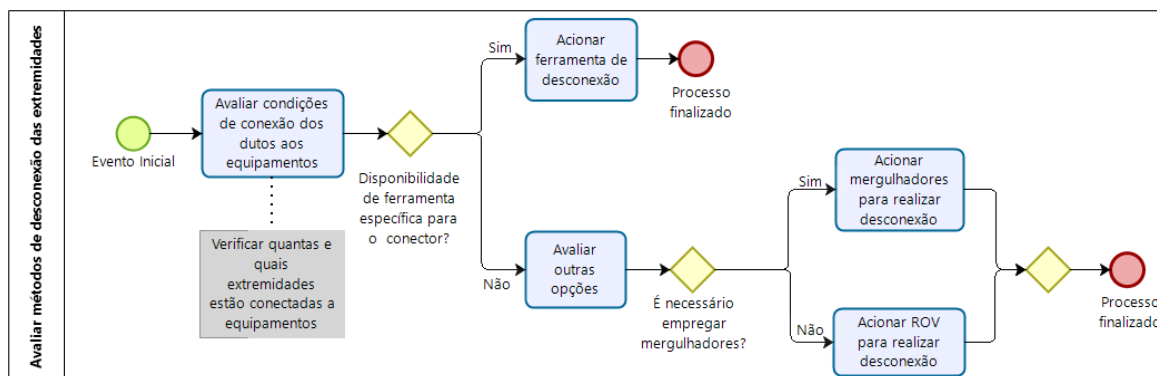 Avaliar métodos de desconexão das extremidades
Evento Inicial
Avaliar condições
de conexão dos
dutos aos
equipamentos
Verificar quantas e
quais
extremidades
estão conectadas a
equipamentos
Disponibilidade
de ferramenta
específica para
o conector?
Sim
Acionar
ferramenta de
desconexão
Processo
finalizado
Não
Avaliar
outras
opções
É necessário
empregar
mergulhadores?
Sim
Acionar
mergulhadores
para realizar
desconexão
Não
Acionar ROV
para realizar
desconexão
Processo
finalizado